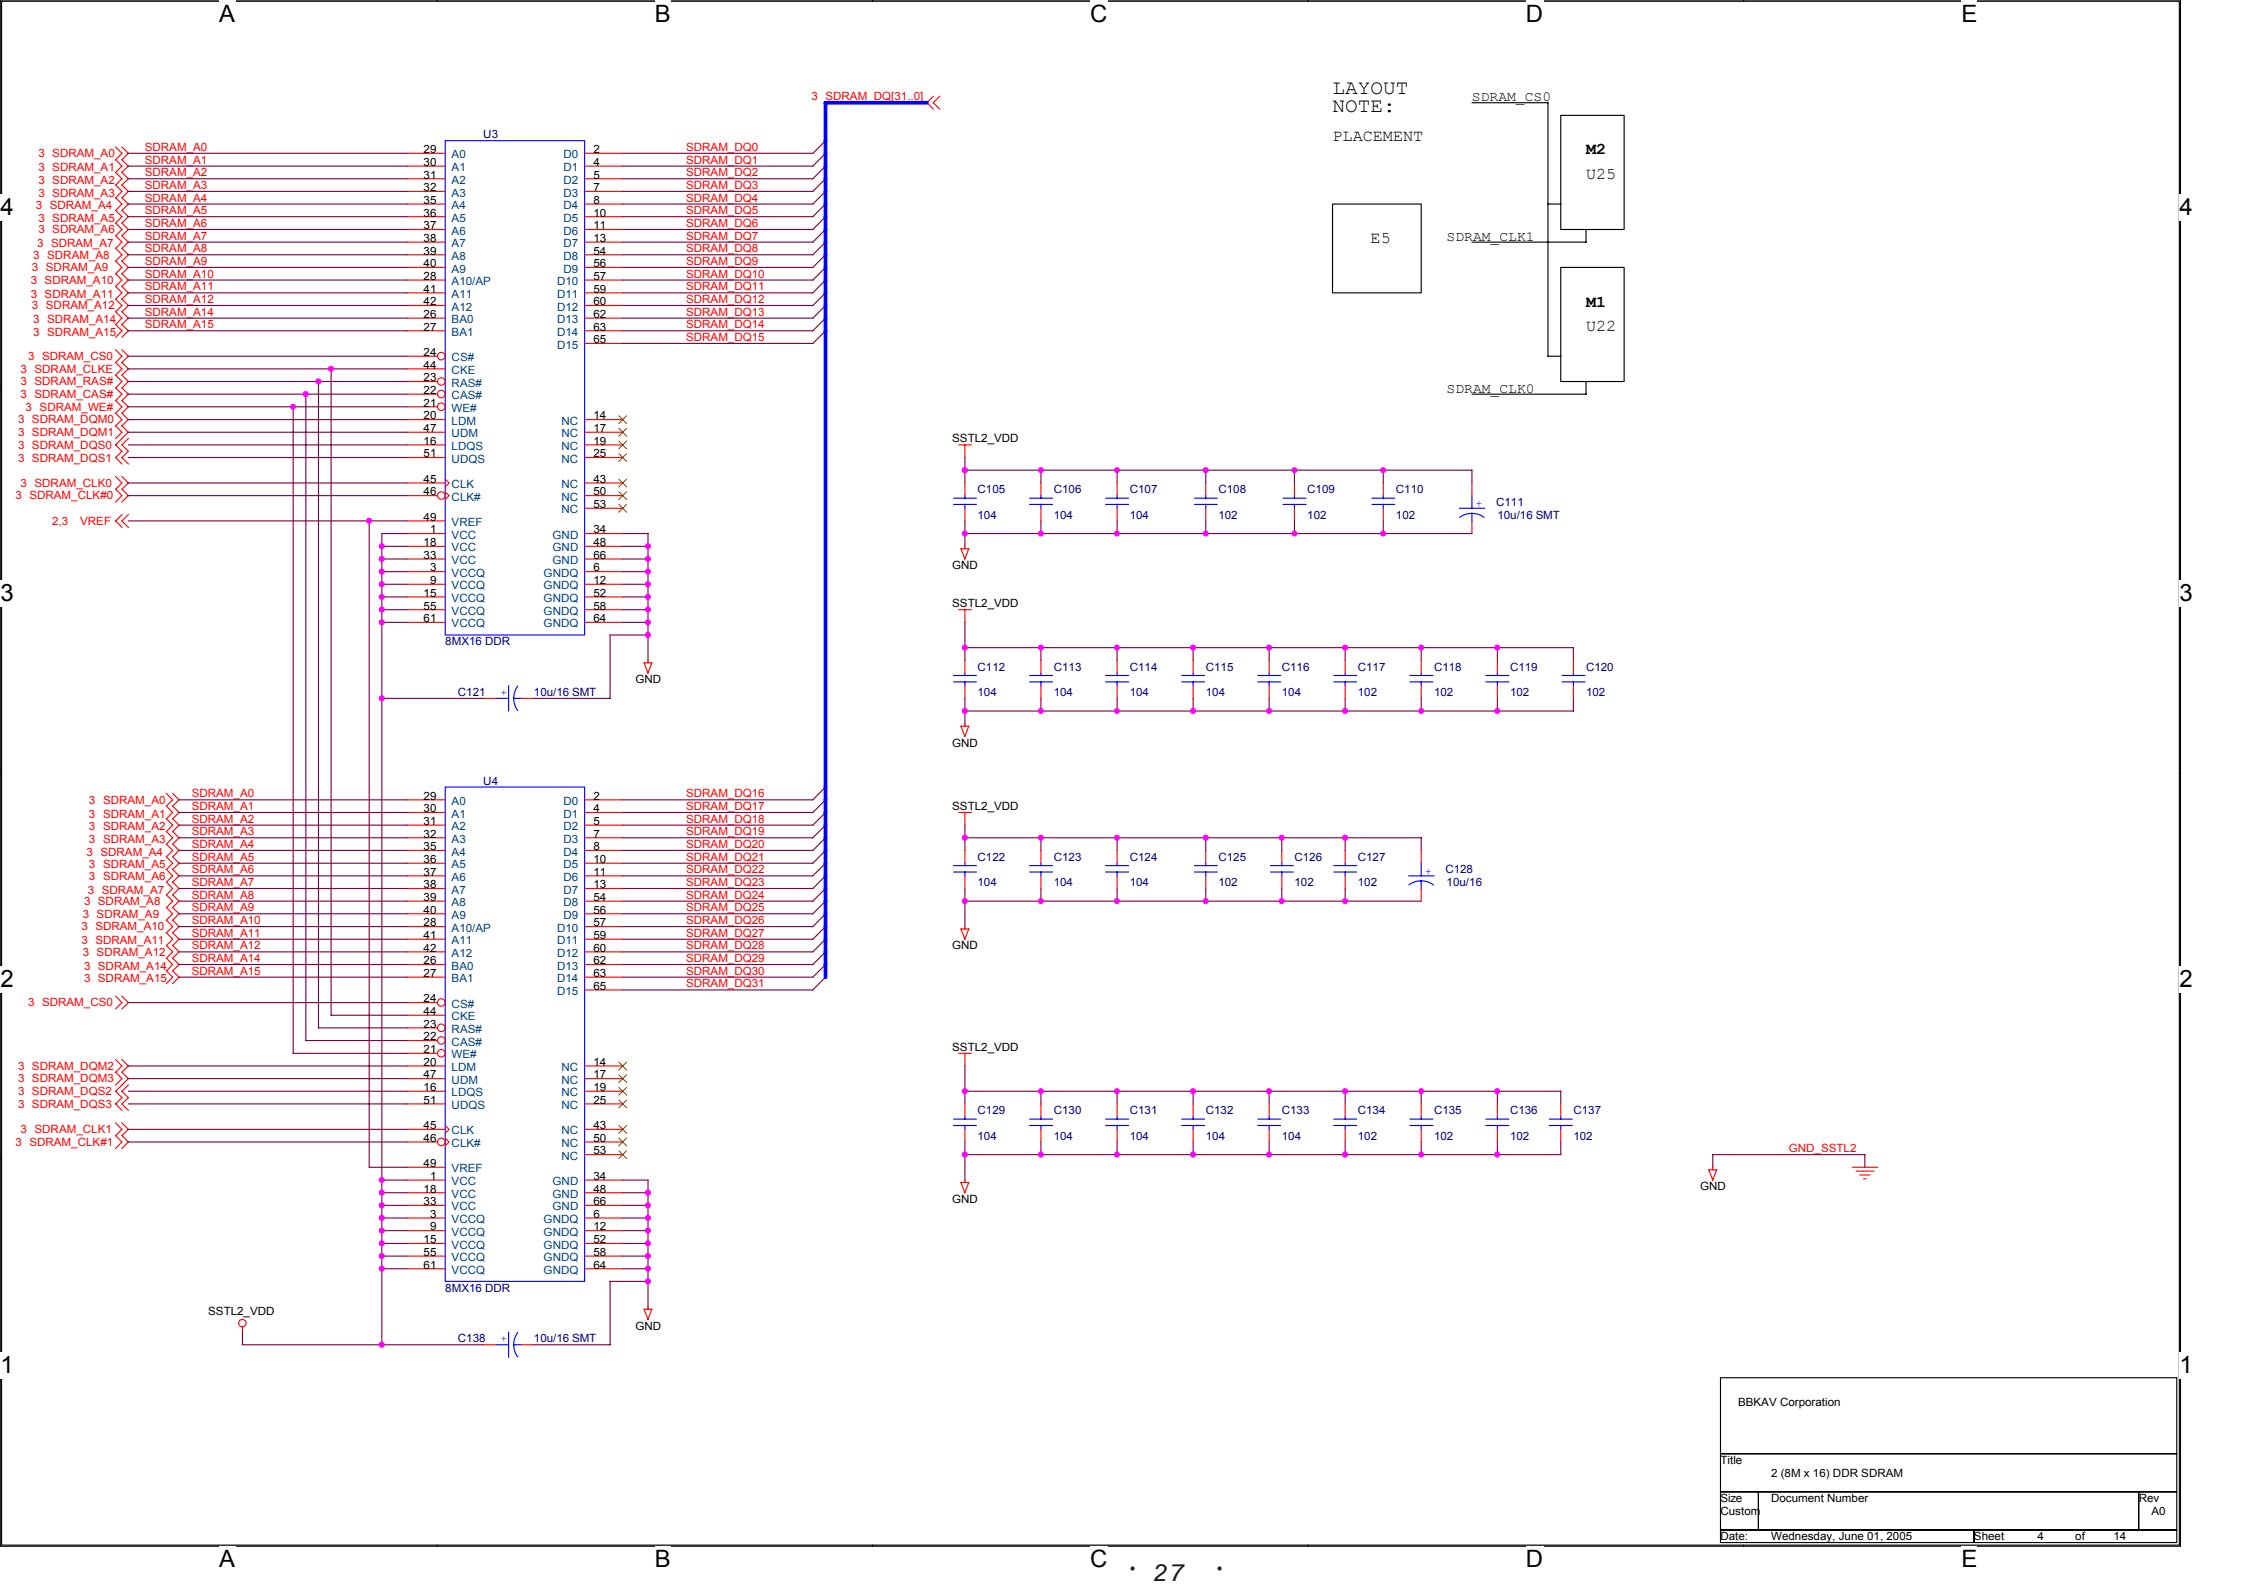 A B C D E
3 SDRAM_DQ[31..0]
LAYOUT
NOTE:
PLACEMENT
SDRAM_CS0
M2
U25
E5
SDRAM_CLK1
M1
U22
SDRAM_CLK0
4 4
U3
3 SDRAM_A0 SDRAM_A0 29 A0 D0 2 SDRAM_DQ0
3 SDRAM_A1 SDRAM_A1 30 A1 D1 4 SDRAM_DQ1
3 SDRAM_A2 SDRAM_A2 31 A2 D2 5 SDRAM_DQ2
3 SDRAM_A3 SDRAM_A3 32 A3 D3 7 SDRAM_DQ3
3 SDRAM_A4 SDRAM_A4 35 A4 D4 8 SDRAM_DQ4
3 SDRAM_A5 SDRAM_A5 36 A5 D5 10 SDRAM_DQ5
3 SDRAM_A6 SDRAM_A6 37 A6 D6 11 SDRAM_DQ6
3 SDRAM_A7 SDRAM_A7 38 A7 D7 13 SDRAM_DQ7
3 SDRAM_A8 SDRAM_A8 39 A8 D8 54 SDRAM_DQ8
3 SDRAM_A9 SDRAM_A9 40 A9 D9 56 SDRAM_DQ9
3 SDRAM_A10 SDRAM_A10 28 A10/AP D10 57 SDRAM_DQ10
3 SDRAM_A11 SDRAM_A11 41 A11 D11 59 SDRAM_DQ11
3 SDRAM_A12 SDRAM_A12 42 A12 D12 60 SDRAM_DQ12
3 SDRAM_A14 SDRAM_A14 26 BA0 D13 62 SDRAM_DQ13
3 SDRAM_A15 SDRAM_A15 27 BA1 D14 63 SDRAM_DQ14
D15 65 SDRAM_DQ15
3 SDRAM_CS0 24 CS#
3 SDRAM_CLKE 44 CKE
3 SDRAM_RAS# 23 RAS#
3 SDRAM_CAS# 22 CAS#
3 SDRAM_WE# 21 WE#
3 SDRAM_DQM0 20 LDM NC 14
3 SDRAM_DQM1 47 UDM NC 17
3 SDRAM_DQS0 16 LDQS NC 19
3 SDRAM_DQS1 51 UDQS NC 25
3 SDRAM_CLK0 45 CLK NC 43
3 SDRAM_CLK#0 46 CLK# NC 50
NC 53
2,3 VREF 49 VREF
1 VCC GND 34
18 VCC GND 48
33 VCC GND 66
3 VCCQ GNDQ 6
9 VCCQ GNDQ 12
15 VCCQ GNDQ 52
55 VCCQ GNDQ 58
61 VCCQ GNDQ 64
8MX16 DDR
GND
C121 10u/16 SMT
3 3
SSTL2_VDD
C105 C106 C107 C108 C109 C110 C111
104 104 104 102 102 102 10u/16 SMT
GND
SSTL2_VDD
C112 C113 C114 C115 C116 C117 C118 C119 C120
104 104 104 104 104 102 102 102 102
GND
SSTL2_VDD
C122 C123 C124 C125 C126 C127 C128
104 104 104 102 102 102 10u/16
GND
SSTL2_VDD
C129 C130 C131 C132 C133 C134 C135 C136 C137
104 104 104 104 104 102 102 102 102
GND
GND_SSTL2
GND
U4
3 SDRAM_A0 SDRAM_A0 29 A0 D0 2 SDRAM_DQ16
3 SDRAM_A1 SDRAM_A1 30 A1 D1 4 SDRAM_DQ17
3 SDRAM_A2 SDRAM_A2 31 A2 D2 5 SDRAM_DQ18
3 SDRAM_A3 SDRAM_A3 32 A3 D3 7 SDRAM_DQ19
3 SDRAM_A4 SDRAM_A4 35 A4 D4 8 SDRAM_DQ20
3 SDRAM_A5 SDRAM_A5 36 A5 D5 10 SDRAM_DQ21
3 SDRAM_A6 SDRAM_A6 37 A6 D6 11 SDRAM_DQ22
3 SDRAM_A7 SDRAM_A7 38 A7 D7 13 SDRAM_DQ23
3 SDRAM_A8 SDRAM_A8 39 A8 D8 54 SDRAM_DQ24
3 SDRAM_A9 SDRAM_A9 40 A9 D9 56 SDRAM_DQ25
3 SDRAM_A10 SDRAM_A10 28 A10/AP D10 57 SDRAM_DQ26
3 SDRAM_A11 SDRAM_A11 41 A11 D11 59 SDRAM_DQ27
3 SDRAM_A12 SDRAM_A12 42 A12 D12 60 SDRAM_DQ28
3 SDRAM_A14 SDRAM_A14 26 BA0 D13 62 SDRAM_DQ29
3 SDRAM_A15 SDRAM_A15 27 BA1 D14 63 SDRAM_DQ30
D15 65 SDRAM_DQ31
2 2
3 SDRAM_CS0 24 CS#
44 CKE
23 RAS#
22 CAS#
21 WE#
3 SDRAM_DQM2 20 LDM NC 14
3 SDRAM_DQM3 47 UDM NC 17
3 SDRAM_DQS2 16 LDQS NC 19
3 SDRAM_DQS3 51 UDQS NC 25
3 SDRAM_CLK1 45 CLK NC 43
3 SDRAM_CLK#1 46 CLK# NC 50
NC 53
49 VREF
1 VCC GND 34
18 VCC GND 48
33 VCC GND 66
3 VCCQ GNDQ 6
9 VCCQ GNDQ 12
15 VCCQ GNDQ 52
55 VCCQ GNDQ 58
61 VCCQ GNDQ 64
8MX16 DDR
SSTL2_VDD
GND
C138 10u/16 SMT
1 1
BBKAV Corporation
Title
2 (8M x 16) DDR SDRAM
Size Document Number Rev
Custom A0
Date: Wednesday, June 01, 2005 Sheet 4 of 14
A B C D E
· 27 ·